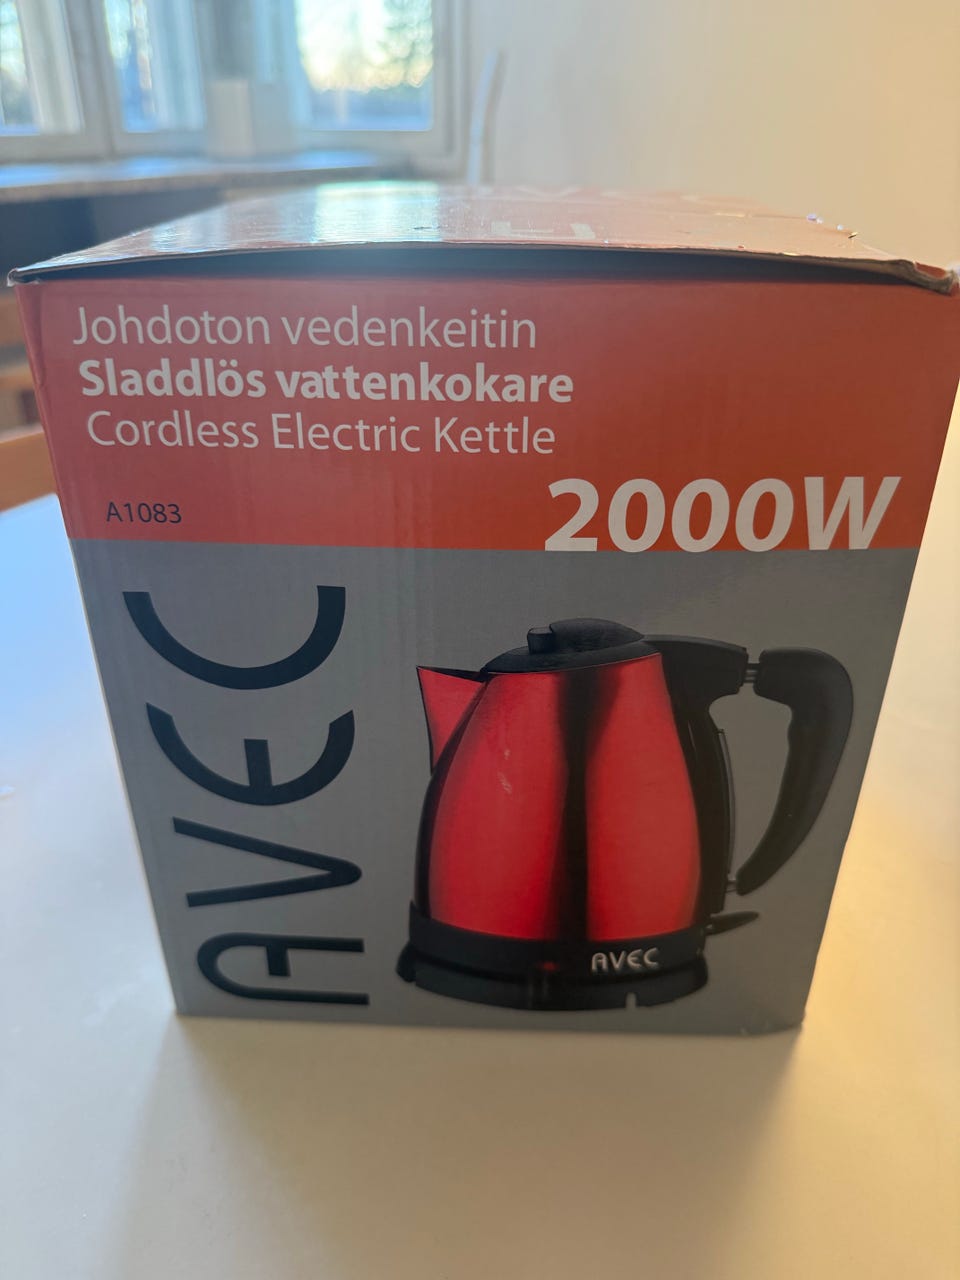 Johdoton vedenkeitin
Sladdlös vattenkokare
Cordless Electric Kettle
A1083
2000W
AVEC
AVEC